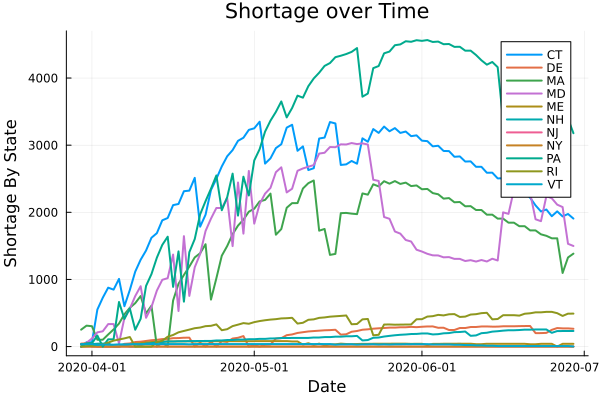 Shortage over Time
Shortage By State
4000
3000
2000
1000
0
2020-04-01
2020-05-01
2020-06-01
2020-07
Date
CT
DE
MA
MD
ME
NH
NJ
NY
PA
RI
VT